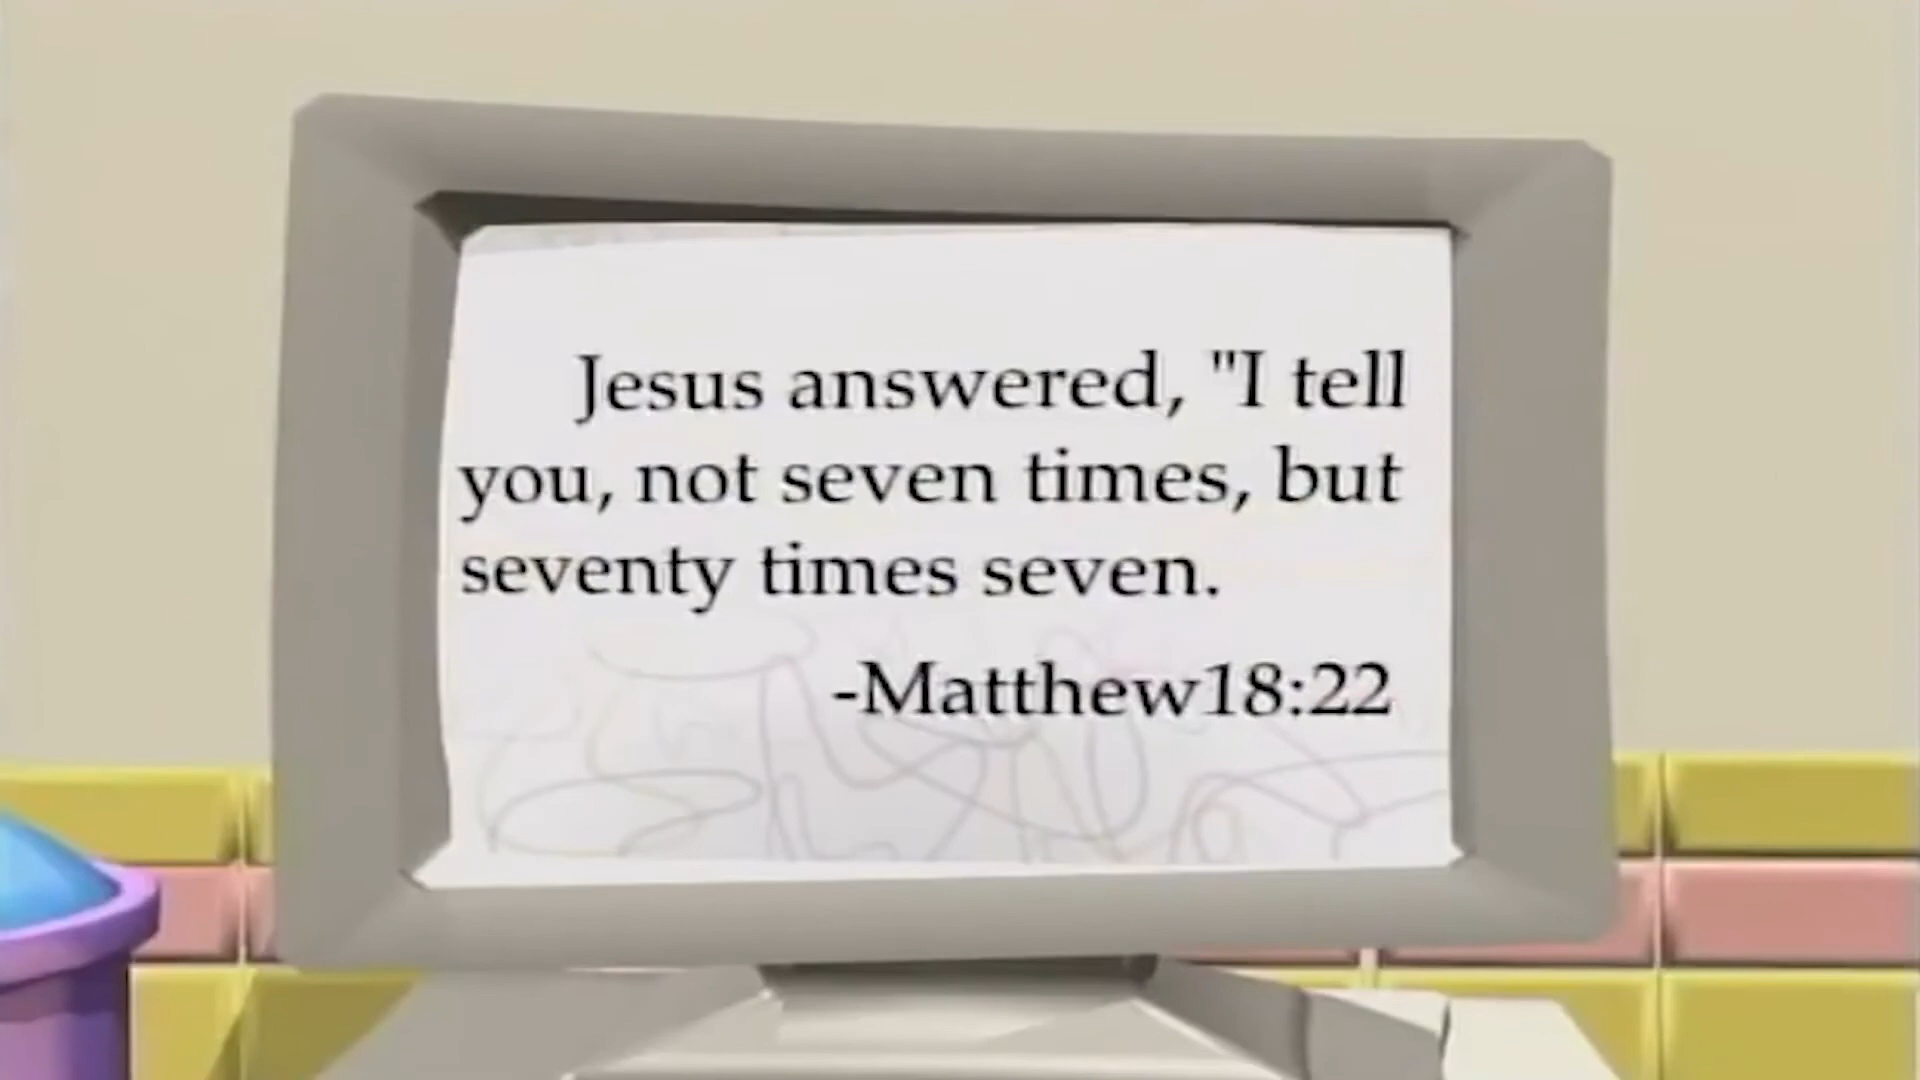 Jesus answered, "I tell
you, not seven times, but
seventy times seven.
-Matthew18:22